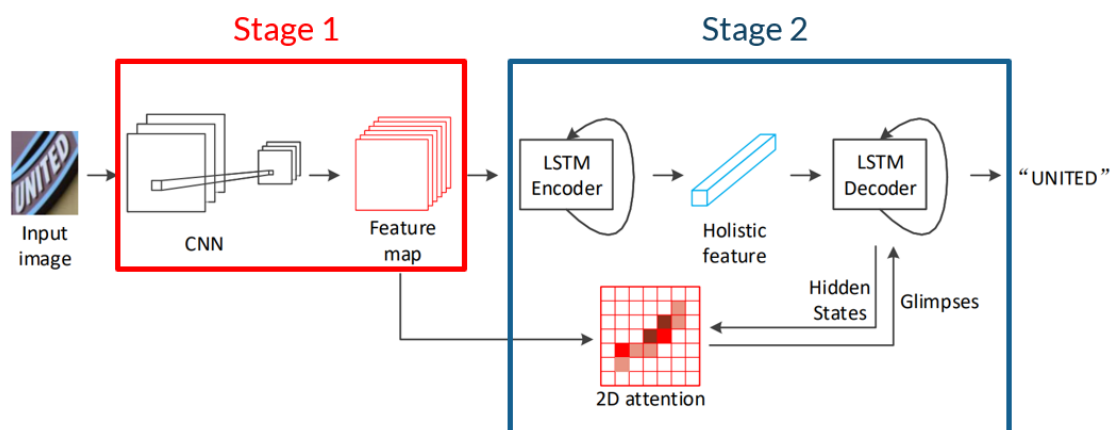 Stage 1
Stage 2
UNITED
Input
image
CNN
Feature
map
LSTM
Encoder
Holistic
feature
LSTM
Decoder
“UNITED”
Hidden
States
Glimpses
2D attention